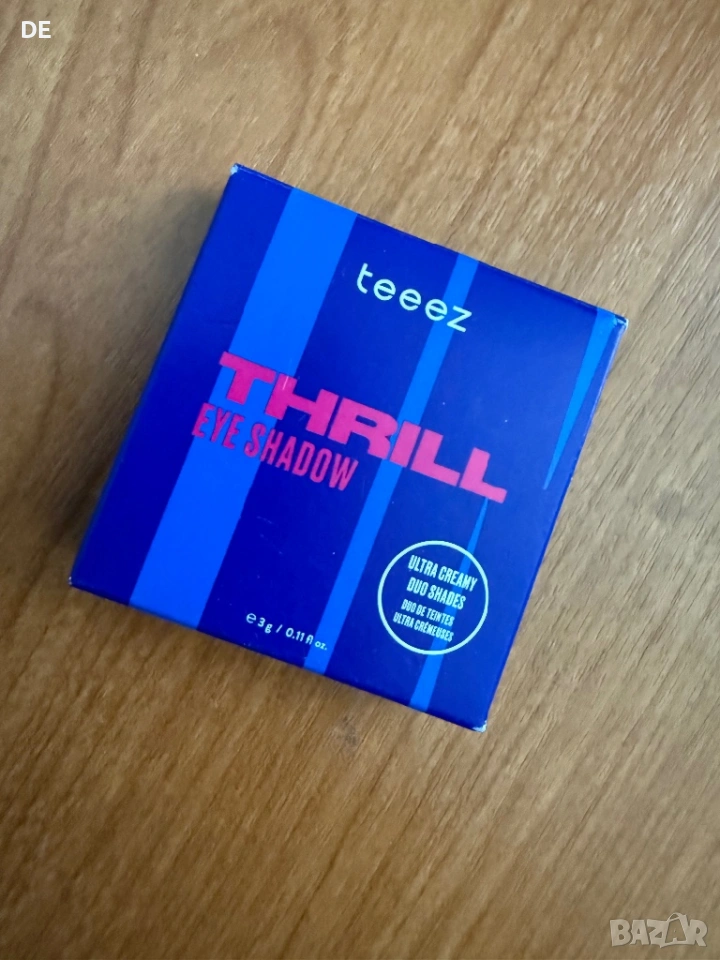 DE
teeez
THRILL
EYE SHADOW
ULTRA CREAMY
DUO SHADES
DUO DE TEINTES
ULTRA CRÉMEUSES
℮ 3g / 0.11 fl oz.
BAZAR